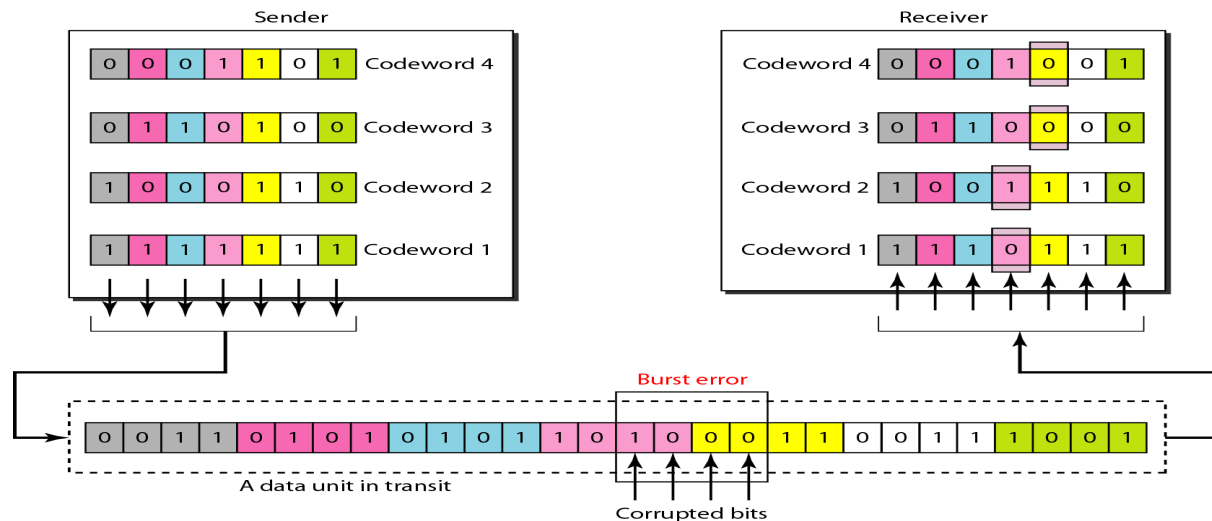 Sender
0 0 0 1 1 0 1 Codeword 4
0 1 1 0 1 0 0 Codeword 3
1 0 0 0 1 1 0 Codeword 2
1 1 1 1 1 1 1 Codeword 1
Receiver
Codeword 4 0 0 0 1 0 0 1
Codeword 3 0 1 1 0 0 0 0
Codeword 2 1 0 0 1 1 1 0
Codeword 1 1 1 1 0 1 1 1
Burst error
0 0 1 1 0 1 0 1 0 1 0 1 1 0 1 0 0 0 1 1 0 0 1 1 1 0 0 1
A data unit in transit
Corrupted bits